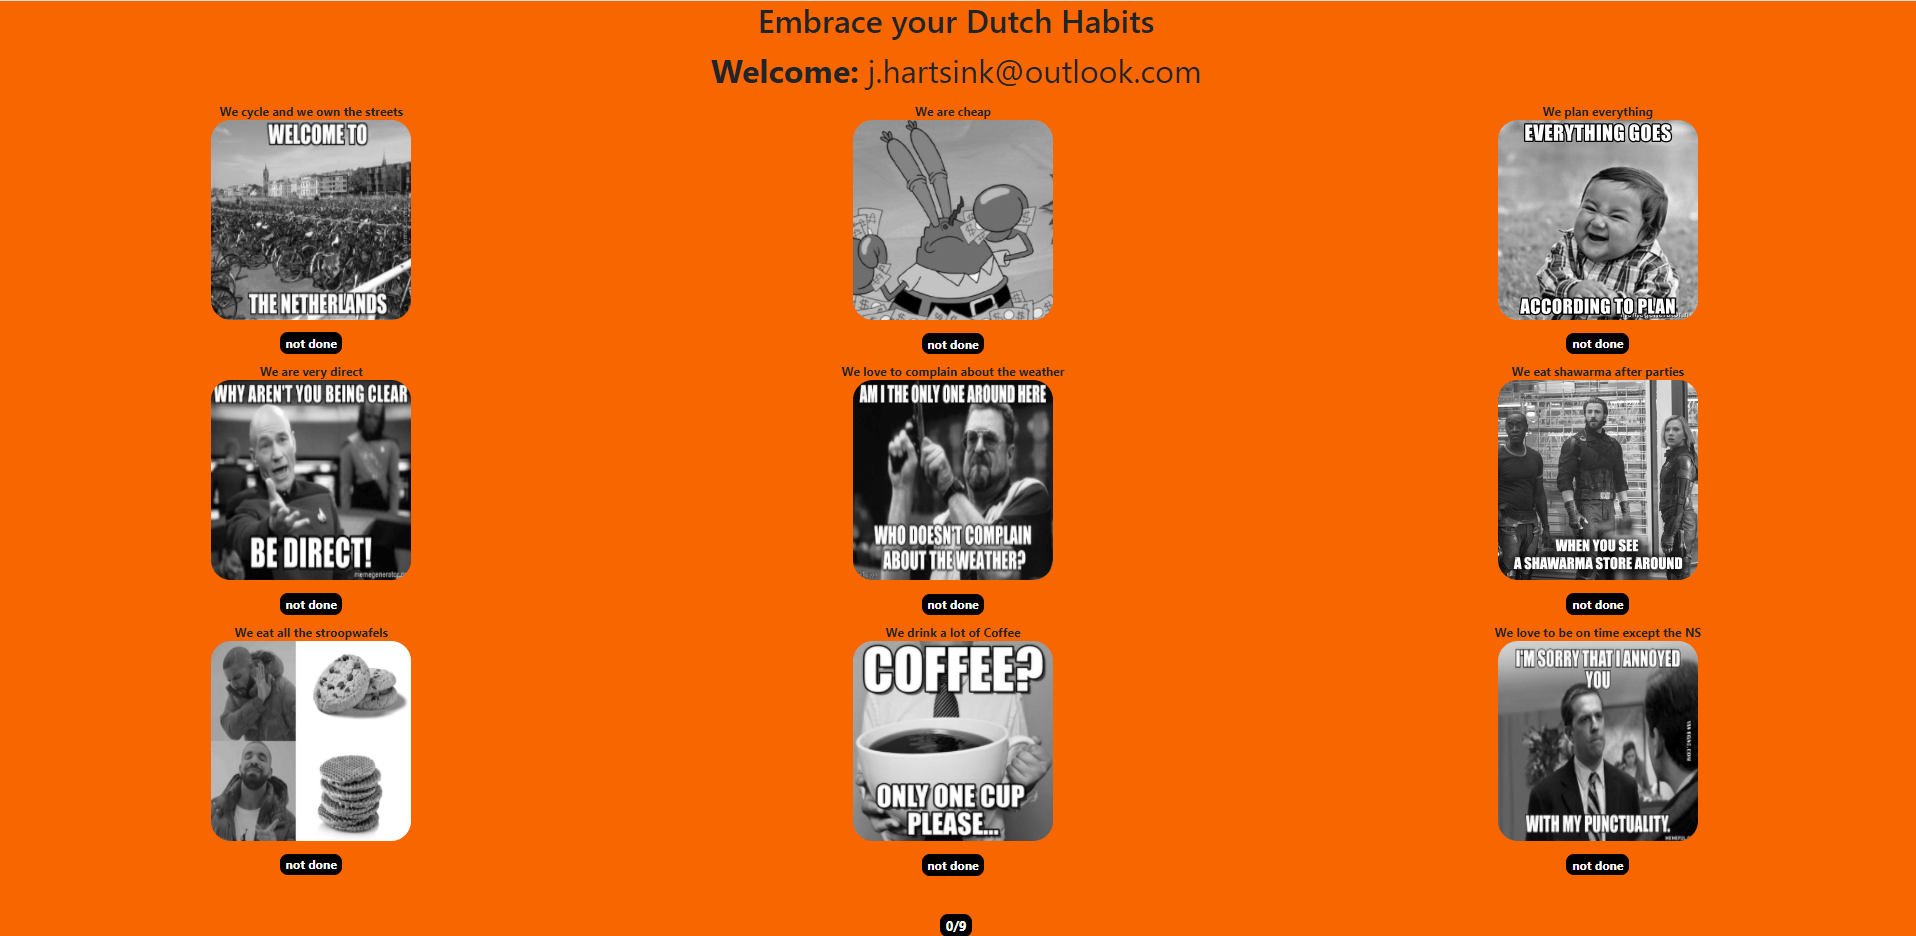 Embrace your Dutch Habits
Welcome: j.hartsink@outlook.com
We cycle and we own the streets
WELCOME TO
THE NETHERLANDS
not done
We are cheap
not done
We plan everything
EVERYTHING GOES
ACCORDING TO PLAN
not done
We are very direct
WHY AREN'T YOU BEING CLEAR
BE DIRECT!
memegenerator.n
not done
We love to complain about the weather
AM I THE ONLY ONE AROUND HERE
WHO DOESN'T COMPLAIN
ABOUT THE WEATHER?
not done
We eat shawarma after parties
WHEN YOU SEE
A SHAWARMA STORE AROUND
not done
We eat all the stroopwafels
not done
We drink a lot of Coffee
COFFEE?
ONLY ONE CUP
PLEASE...
not done
We love to be on time except the NS
I'M SORRY THAT I ANNOYED
YOU
VIA 9GAG.COM
WITH MY PUNCTUALITY.
not done
0/9